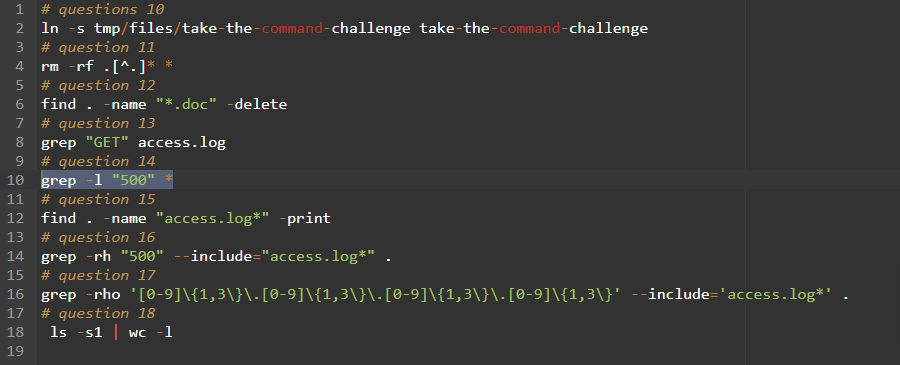 1 # questions 10
2 ln -s tmp/files/take-the-command-challenge take-the-command-challenge
3 # question 11
4 rm -rf .[^.]* *
5 # question 12
6 find . -name "*.doc" -delete
7 # question 13
8 grep "GET" access.log
9 # question 14
10 grep -l "500" *
11 # question 15
12 find . -name "access.log*" -print
13 # question 16
14 grep -rh "500" --include="access.log*" .
15 # question 17
16 grep -rho '[0-9]\{1,3\}\.[0-9]\{1,3\}\.[0-9]\{1,3\}\.[0-9]\{1,3\}' --include='access.log*' .
17 # question 18
18  ls -s1 | wc -l
19